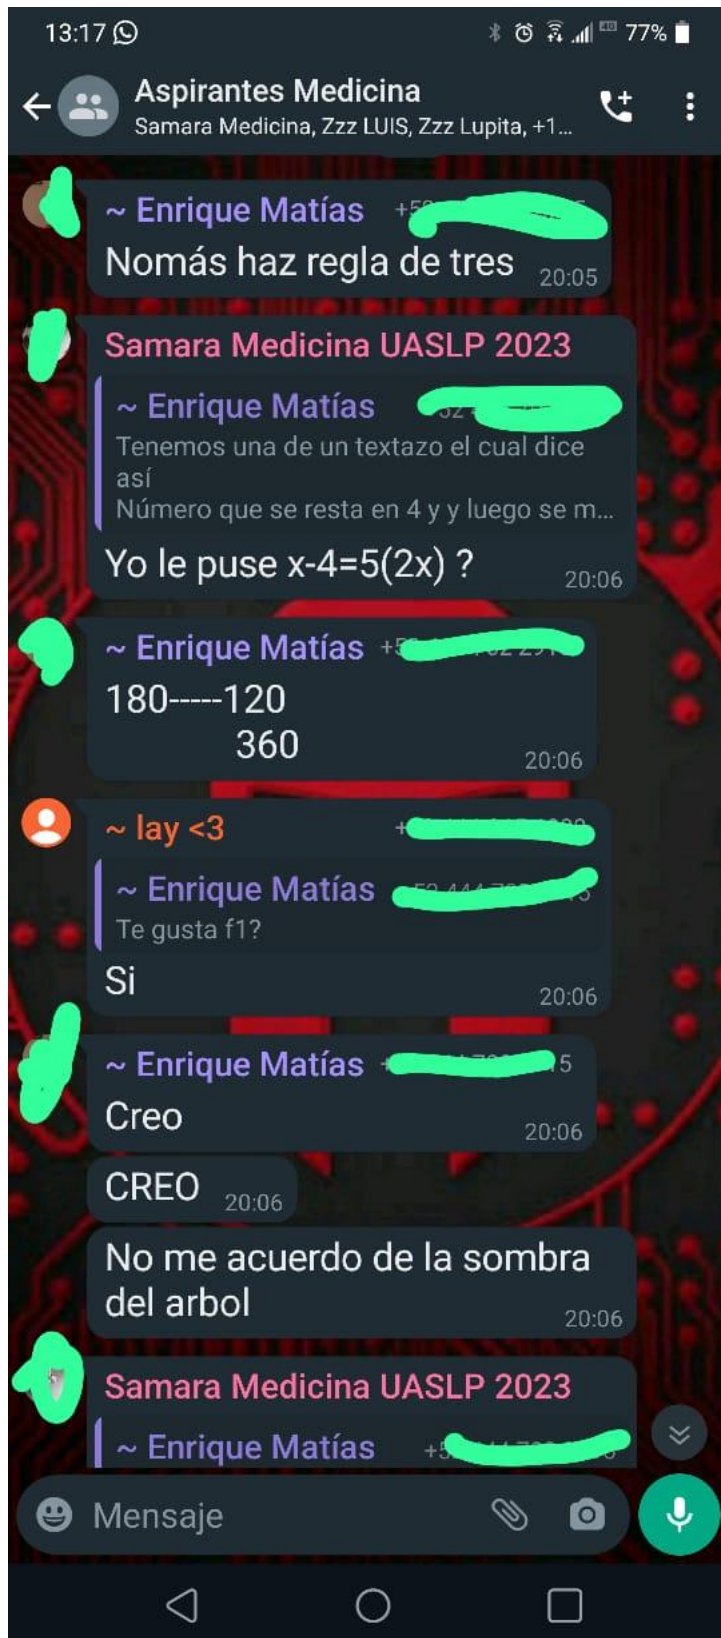 13:17
4G 77%
Aspirantes Medicina
Samara Medicina, Zzz LUIS, Zzz Lupita, +1...
~ Enrique Matías
Nomás haz regla de tres 20:05
Samara Medicina UASLP 2023
~ Enrique Matías
Tenemos una de un textazo el cual dice
así
Número que se resta en 4 y y luego se m...
Yo le puse x-4=5(2x) ? 20:06
~ Enrique Matías
180-----120
360 20:06
~ lay <3
~ Enrique Matías
Te gusta f1?
Si 20:06
~ Enrique Matías
Creo 20:06
CREO 20:06
No me acuerdo de la sombra
del arbol 20:06
Samara Medicina UASLP 2023
~ Enrique Matías
Mensaje